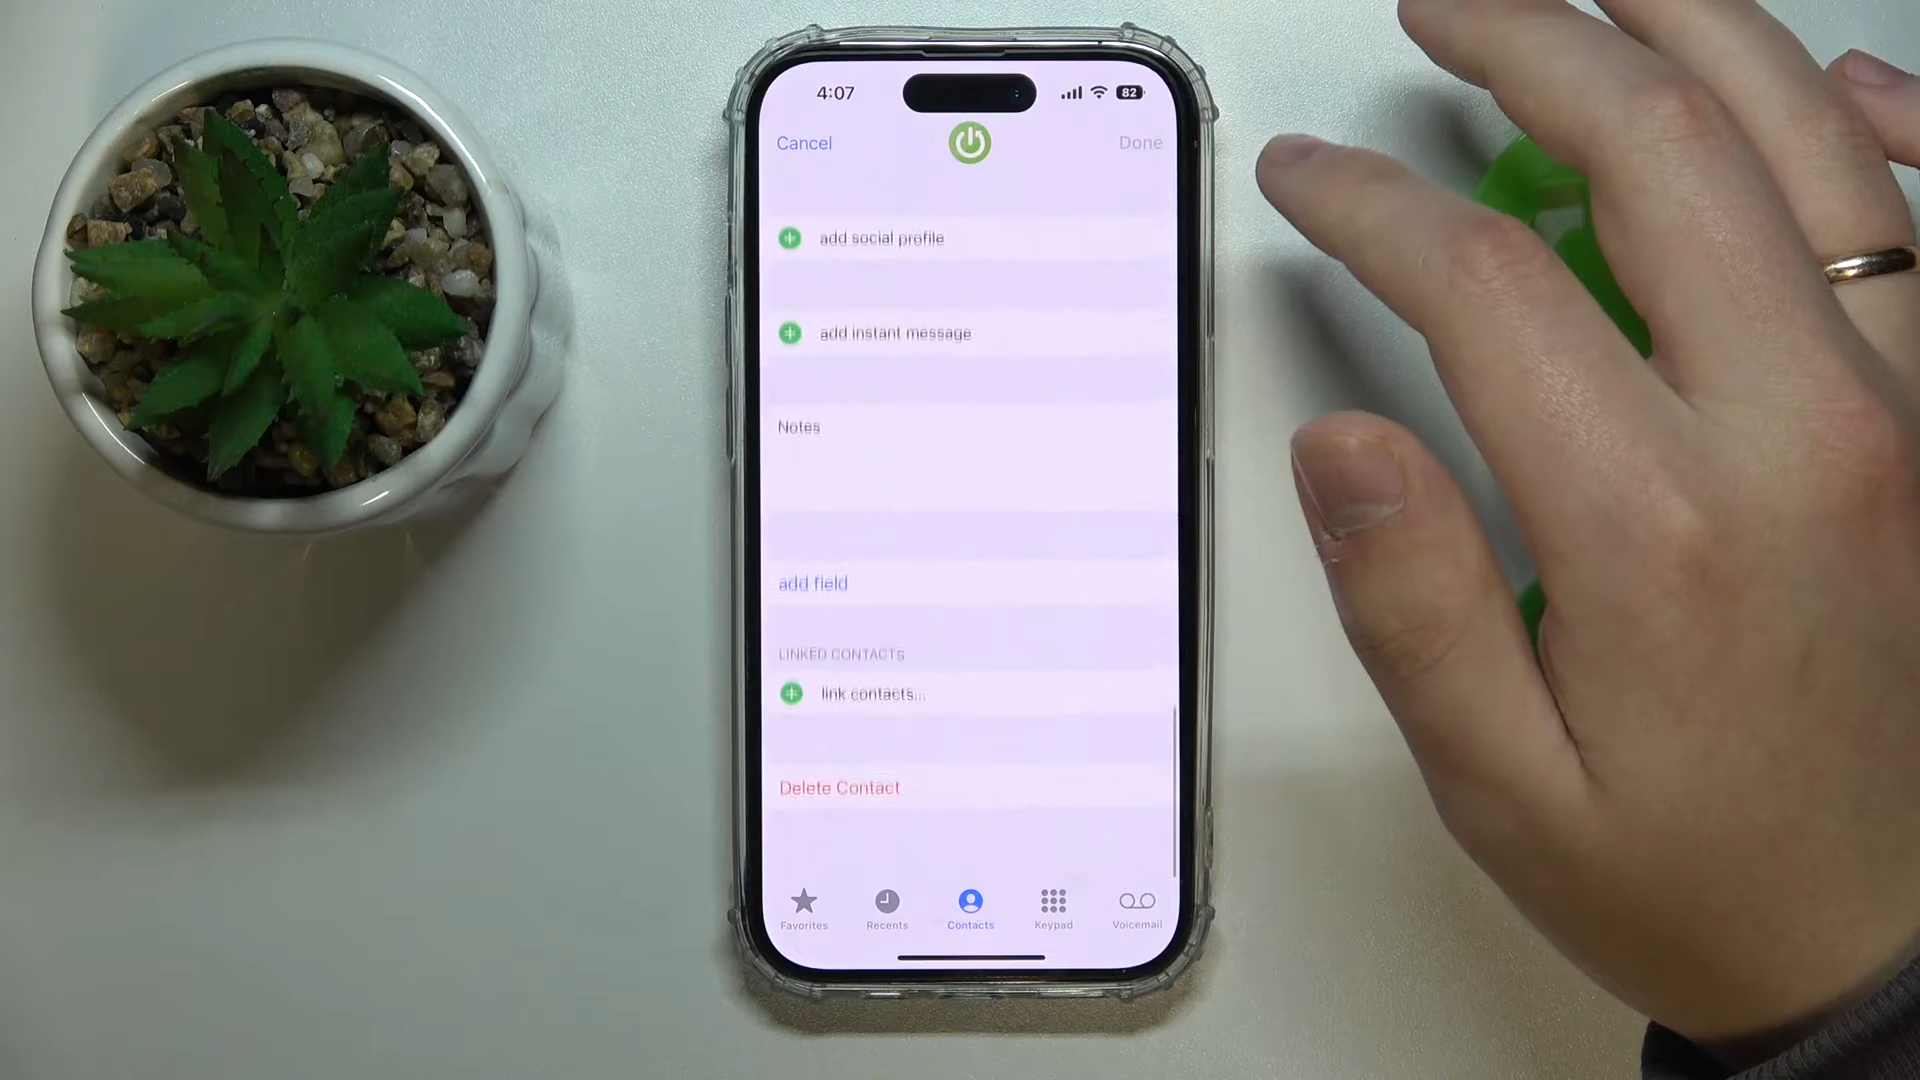 4:07
82
Cancel
Done
add social profile
add instant message
Notes
add field
LINKED CONTACTS
link contacts...
Delete Contact
Favorites
Recents
Contacts
Keypad
Voicemail